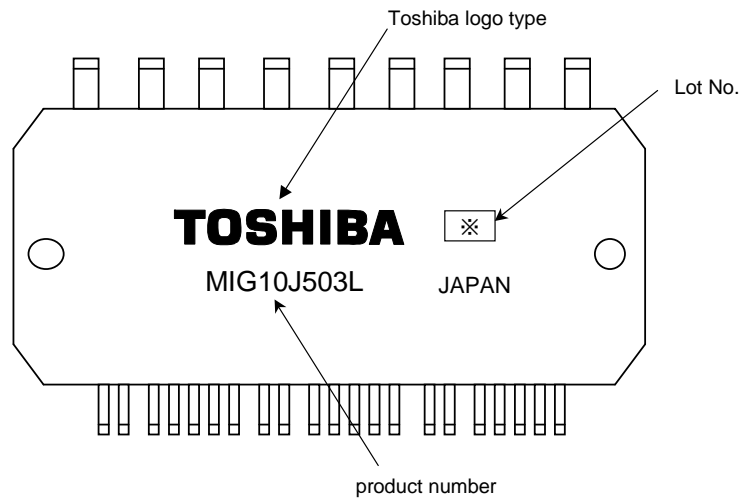 Toshiba logo type
Lot No.
TOSHIBA
※
MIG10J503L
JAPAN
product number